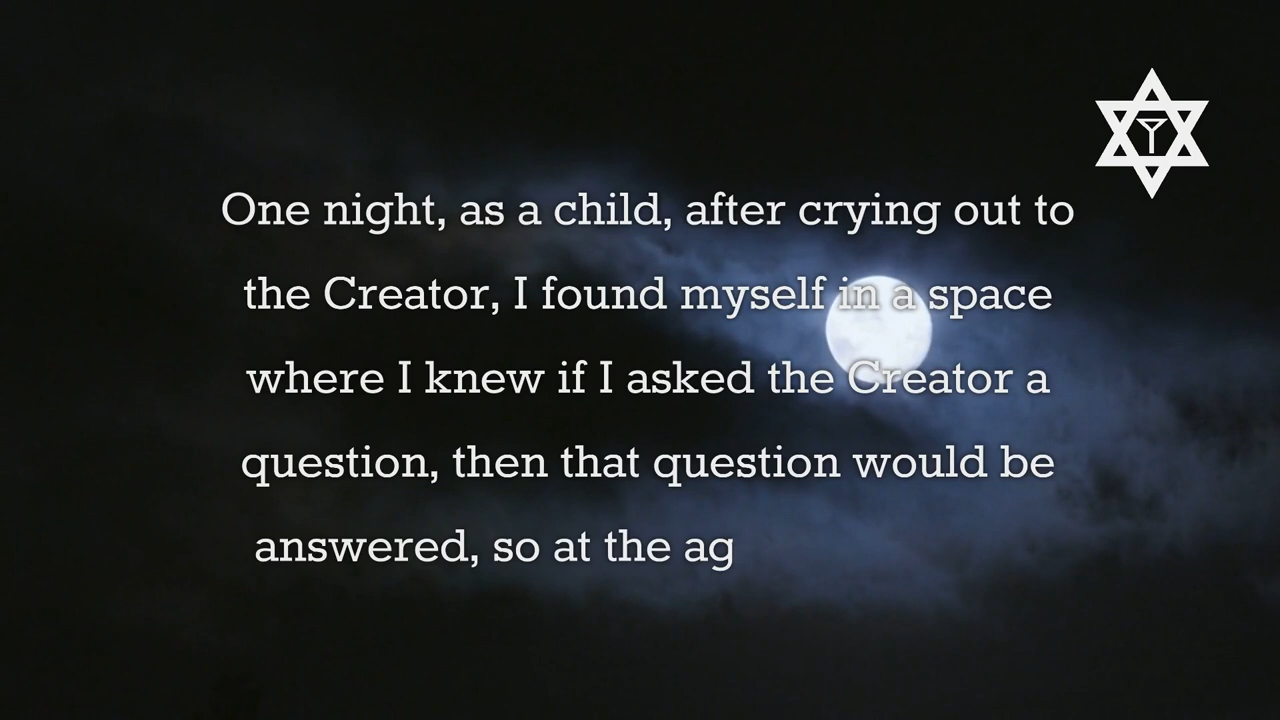 One night, as a child, after crying out to
the Creator, I found myself in a space
where I knew if I asked the Creator a
question, then that question would be
answered, so at the ag